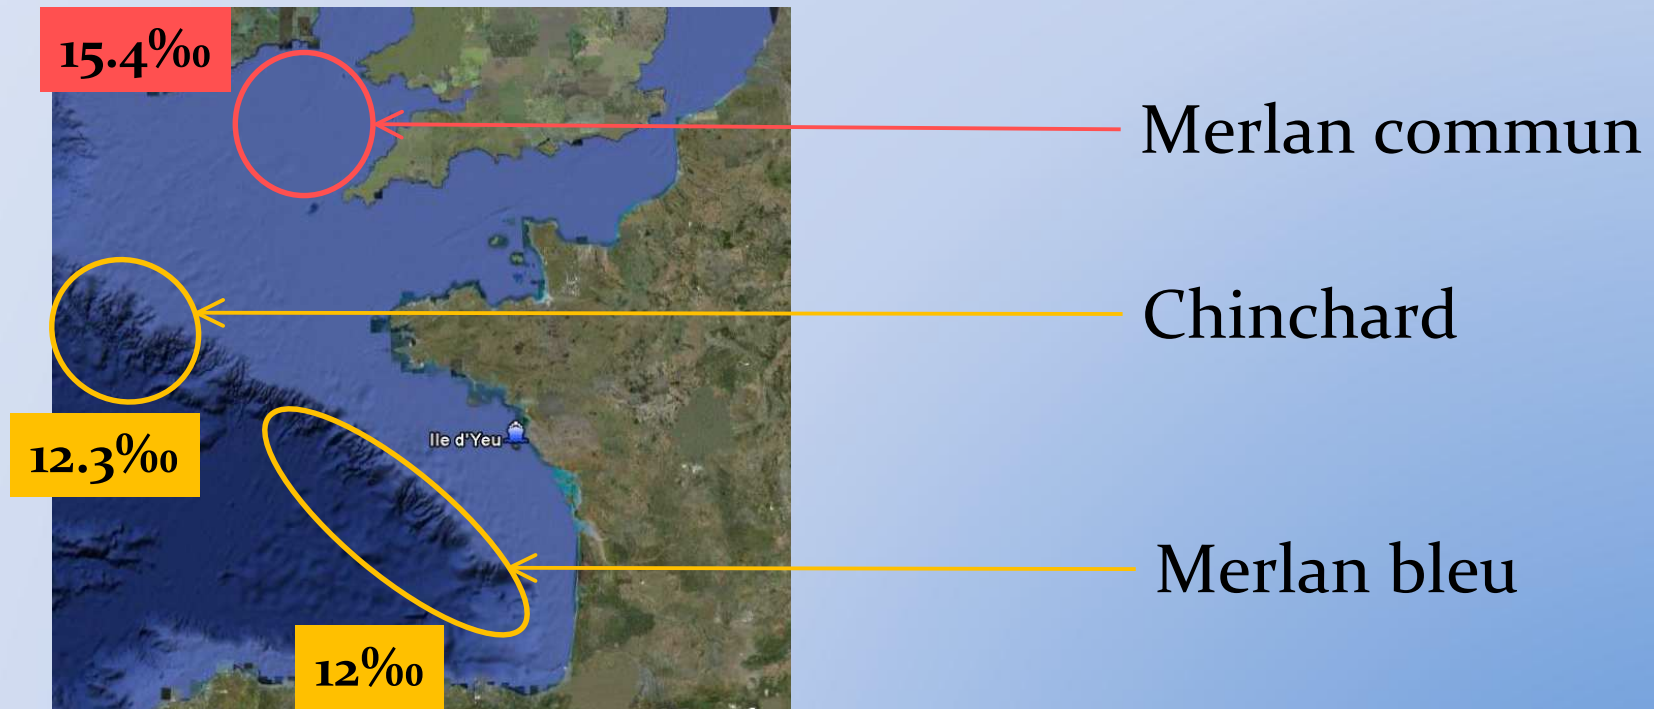 15.4‰
Merlan commun
Chinchard
12.3‰
Ile d'Yeu
Merlan bleu
12‰